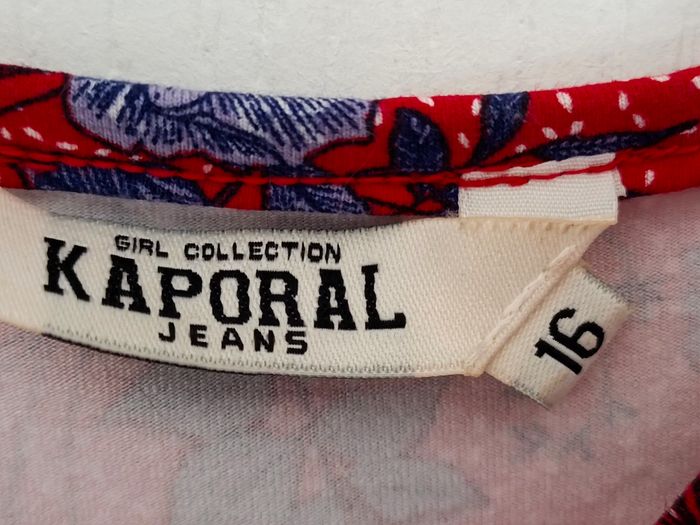 GIRL COLLECTION
KAPORAL
JEANS
16